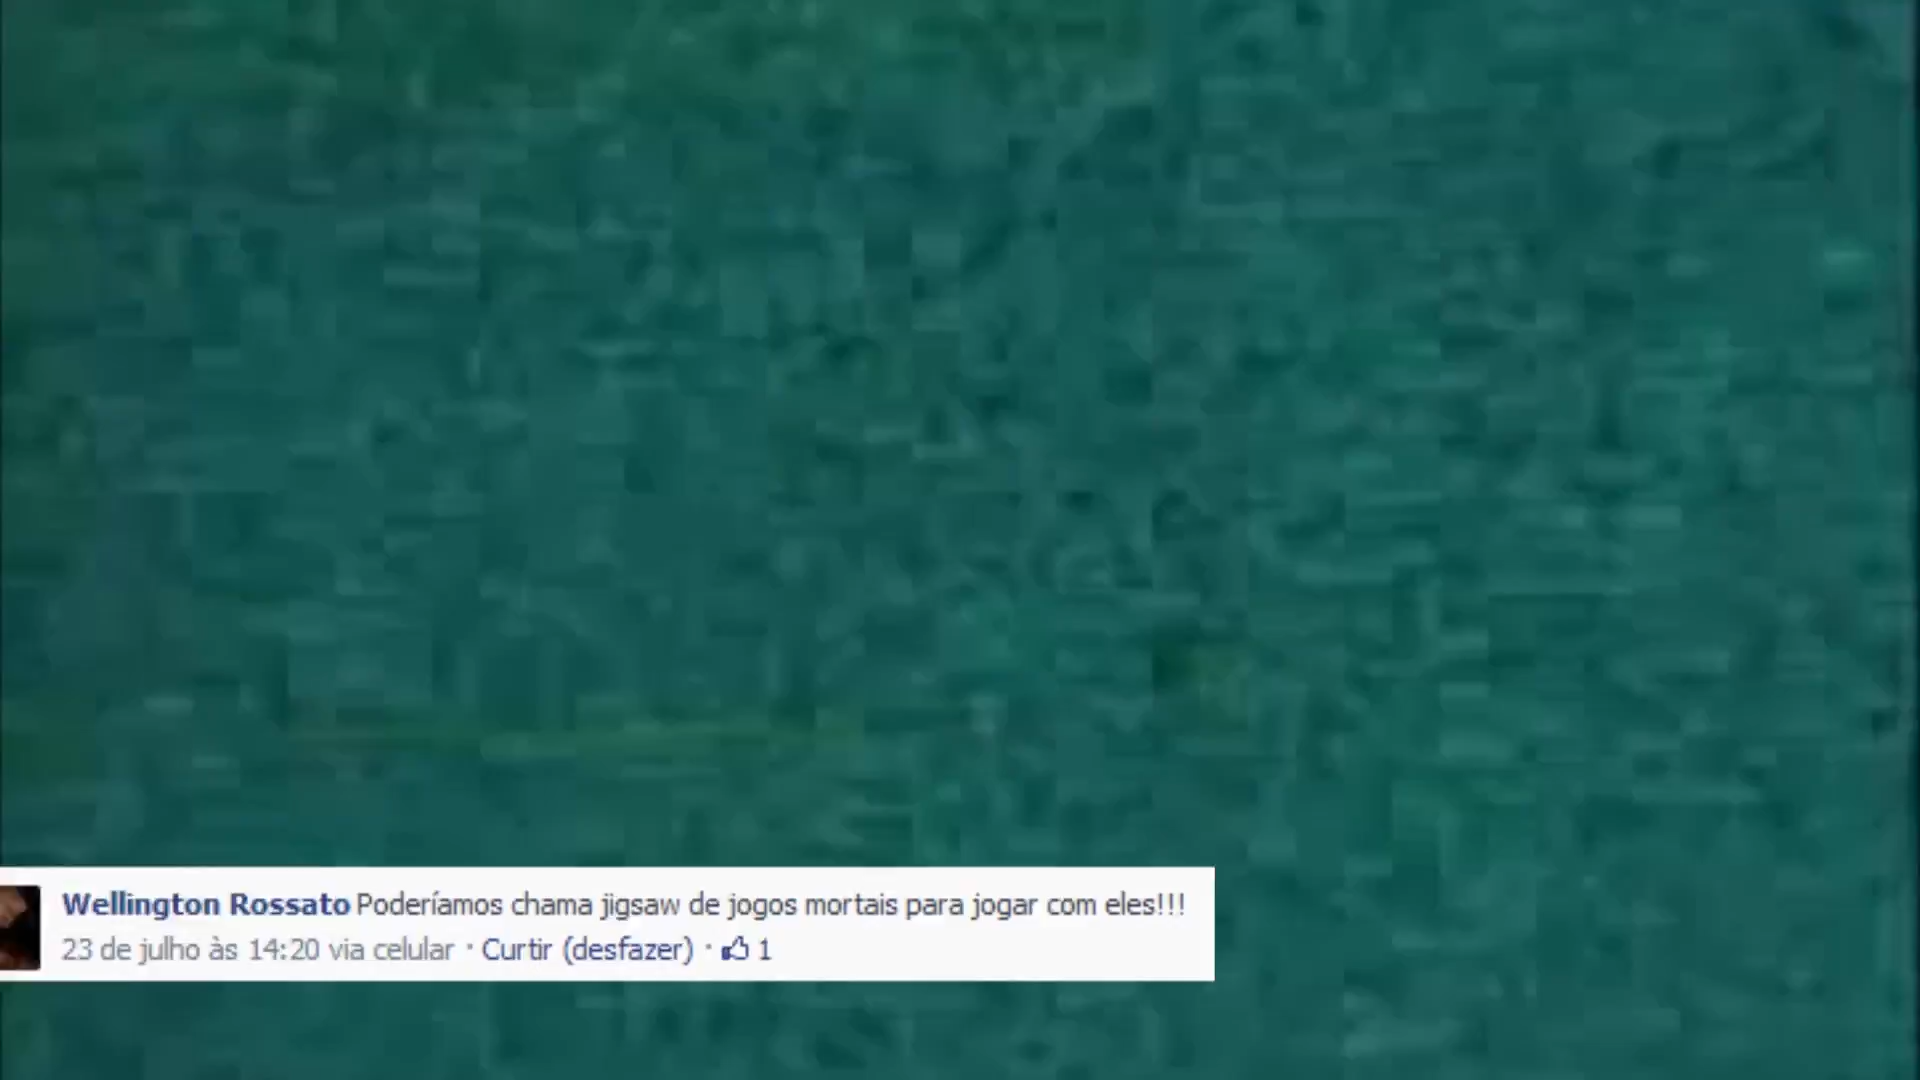 Wellington Rossato Poderíamos chama jigsaw de jogos mortais para jogar com eles!!!
23 de julho às 14:20 via celular · Curtir (desfazer) · 1